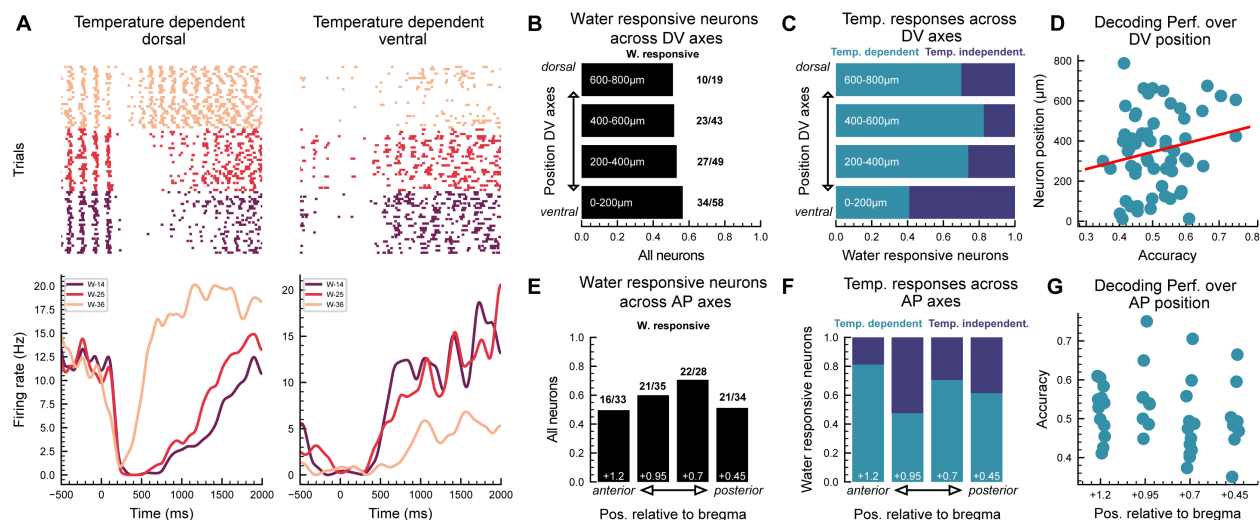 A
Temperature dependent
dorsal
Temperature dependent
ventral
Trials
Firing rate (Hz)
20.0
17.5
15.0
12.5
10.0
7.5
5.0
2.5
0.0
W-14
W-25
W-36
-500 0 500 1000 1500 2000
Time (ms)
20
15
10
5
0
W-14
W-25
W-36
-500 0 500 1000 1500 2000
Time (ms)
B
Water responsive neurons
across DV axes
W. responsive
dorsal
Position DV axes
ventral
600-800µm 10/19
400-600µm 23/43
200-400µm 27/49
0-200µm 34/58
0.0 0.2 0.4 0.6 0.8 1.0
All neurons
C
Temp. responses across
DV axes
Temp. dependent Temp. independent.
dorsal
Position DV axes
ventral
600-800µm
400-600µm
200-400µm
0-200µm
0.0 0.2 0.4 0.6 0.8 1.0
Water responsive neurons
D
Decoding Perf. over
DV position
Neuron position (µm)
800
600
400
200
0
0.3 0.4 0.5 0.6 0.7 0.8
Accuracy
E
Water responsive neurons
across AP axes
W. responsive
All neurons
1.0
0.8
0.6
0.4
0.2
0.0
16/33
21/35
22/28
21/34
+1.2 +0.95 +0.7 +0.45
anterior posterior
Pos. relative to bregma
F
Temp. responses across
AP axes
Temp. dependent Temp. independent.
Water responsive neurons
1.0
0.8
0.6
0.4
0.2
0.0
+1.2 +0.95 +0.7 +0.45
anterior posterior
Pos. relative to bregma
G
Decoding Perf. over
AP position
Accuracy
0.7
0.6
0.5
0.4
+1.2 +0.95 +0.7 +0.45
Pos. relative to bregma